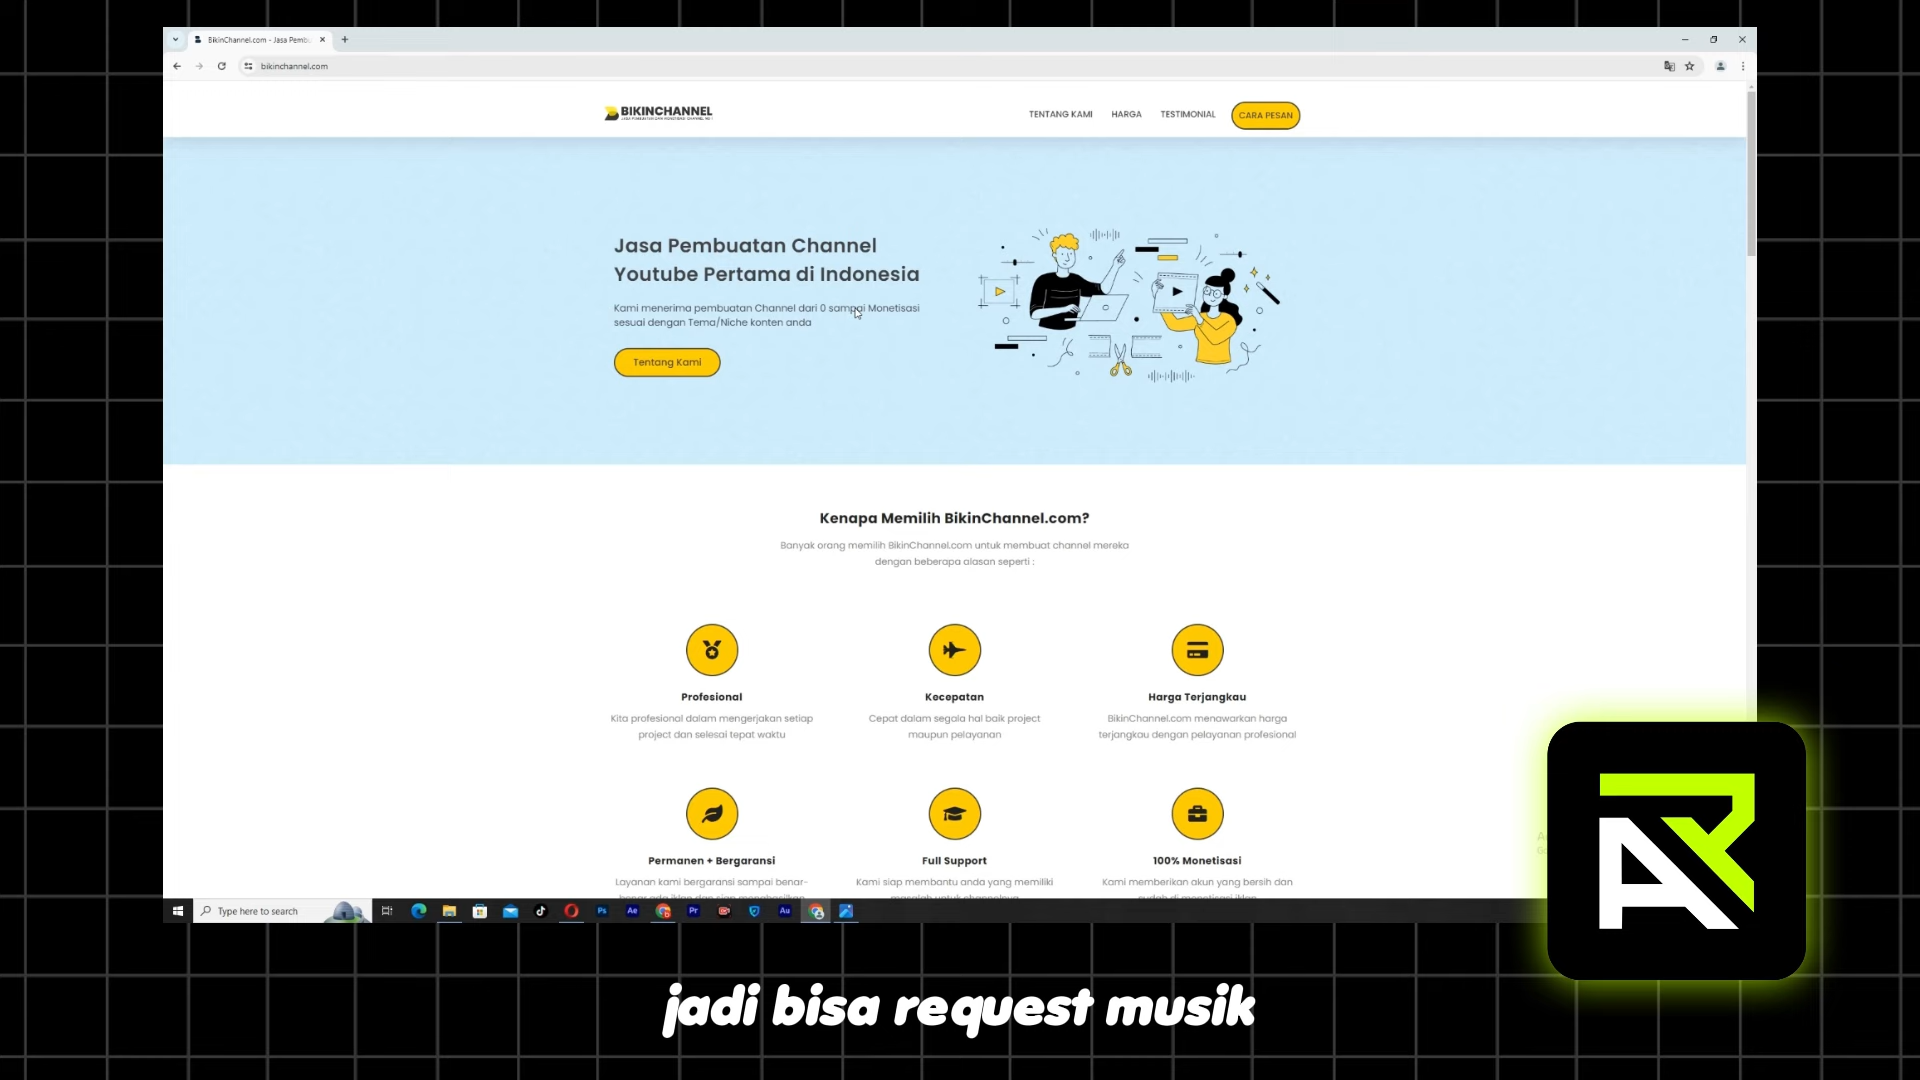 BikinChannel.com - Jasa Pemb
bikinchannel.com
BIKINCHANNEL
TENTANG KAMI
HARGA
TESTIMONIAL
CARA PESAN
Jasa Pembuatan Channel
Youtube Pertama di Indonesia
Kami menerima pembuatan Channel dari 0 sampai Monetisasi
sesuai dengan Tema/Niche konten anda
Tentang Kami
Kenapa Memilih BikinChannel.com?
Banyak orang memilih BikinChannel.com untuk membuat channel mereka
dengan beberapa alasan seperti :
Profesional
Kita profesional dalam mengerjakan setiap
project dan selesai tepat waktu
Kecepatan
Cepat dalam segala hal baik project
maupun pelayanan
Harga Terjangkau
BikinChannel.com menawarkan harga
terjangkau dengan pelayanan profesional
Permanen + Bergaransi
Layanan kami bergaransi sampai benar-
Full Support
Kami siap membantu anda yang memiliki
100% Monetisasi
Kami memberikan akun yang bersih dan
Type here to search
Ps
Ae
Pr
Au
AR
jadi bisa request musik